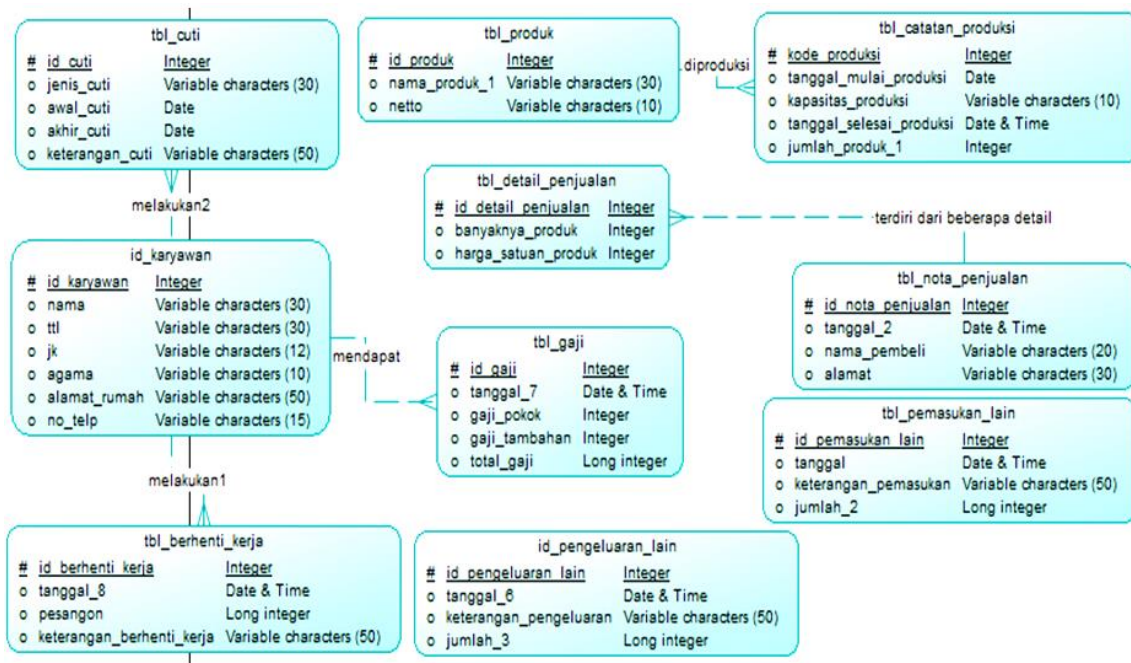 tbl_cuti
# id_cuti Integer
o jenis_cuti Variable characters (30)
o awal_cuti Date
o akhir_cuti Date
o keterangan_cuti Variable characters (50)
tbl_produk
# id_produk Integer
o nama_produk_1 Variable characters (30)
o netto Variable characters (10)
diproduksi
tbl_catatan_produksi
# kode_produksi Integer
o tanggal_mulai_produksi Date
o kapasitas_produksi Variable characters (10)
o tanggal_selesai_produksi Date & Time
o jumlah_produk_1 Integer
melakukan2
tbl_detail_penjualan
# id_detail_penjualan Integer
o banyaknya_produk Integer
o harga_satuan_produk Integer
terdiri dari beberapa detail
id_karyawan
# id_karyawan Integer
o nama Variable characters (30)
o ttl Variable characters (30)
o jk Variable characters (12)
o agama Variable characters (10)
o alamat_rumah Variable characters (50)
o no_telp Variable characters (15)
mendapat
tbl_gaji
# id_gaji Integer
o tanggal_7 Date & Time
o gaji_pokok Integer
o gaji_tambahan Integer
o total_gaji Long integer
tbl_nota_penjualan
# id_nota_penjualan Integer
o tanggal_2 Date & Time
o nama_pembeli Variable characters (20)
o alamat Variable characters (30)
tbl_pemasukan_lain
# id_pemasukan_lain Integer
o tanggal Date & Time
o keterangan_pemasukan Variable characters (50)
o jumlah_2 Long integer
melakukan1
tbl_berhenti_kerja
# id_berhenti_kerja Integer
o tanggal_8 Date & Time
o pesangon Long integer
o keterangan_berhenti_kerja Variable characters (50)
id_pengeluaran_lain
# id_pengeluaran_lain Integer
o tanggal_6 Date & Time
o keterangan_pengeluaran Variable characters (50)
o jumlah_3 Long integer